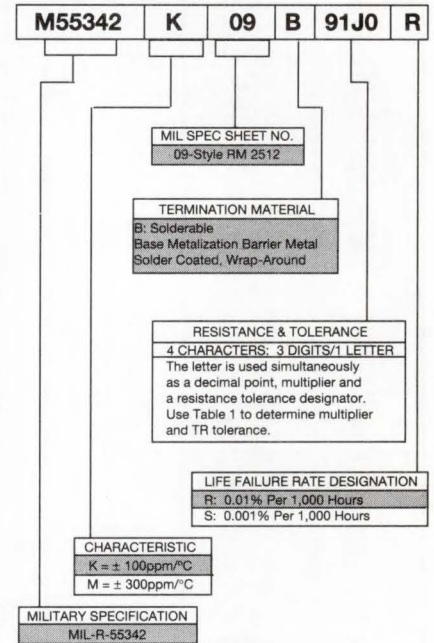 M55342 K 09 B 91J0 R
MIL SPEC SHEET NO.
09-Style RM 2512
TERMINATION MATERIAL
B: Solderable
Base Metalization Barrier Metal
Solder Coated, Wrap-Around
RESISTANCE & TOLERANCE
4 CHARACTERS: 3 DIGITS/1 LETTER
The letter is used simultaneously
as a decimal point, multiplier and
a resistance tolerance designator.
Use Table 1 to determine multiplier
and TR tolerance.
LIFE FAILURE RATE DESIGNATION
R: 0.01% Per 1,000 Hours
S: 0.001% Per 1,000 Hours
CHARACTERISTIC
K = ± 100ppm/°C
M = ± 300ppm/°C
MILITARY SPECIFICATION
MIL-R-55342